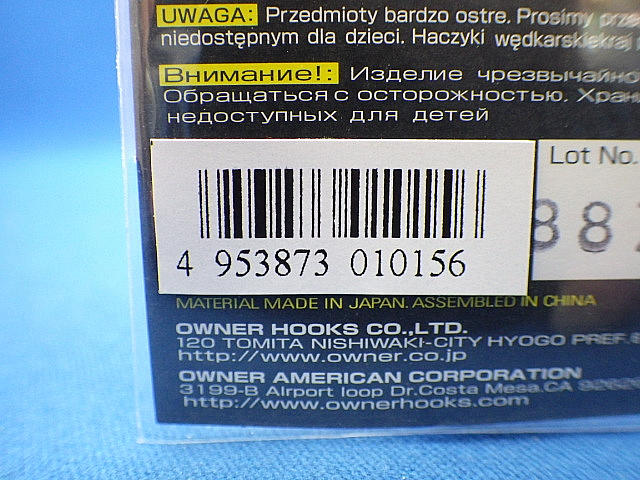 UWAGA: Przedmioty bardzo ostre. Prosimy
niedostępnym dla dzieci. Haczyki
Внимание!: Изделие чрезвычайно
Обращаться с осторожностью.
недоступных для детей
Lot No.
88
4 953873 010156
MATERIAL MADE IN JAPAN. ASSEMBLED IN CHINA
OWNER HOOKS CO.,LTD.
120 TOMITA NISHIWAKI-CITY HYOGO PREF.
http://www.owner.co.jp
OWNER AMERICAN CORPORATION
3199-B Airport loop Dr.Costa Mesa.CA
http://www.ownerhooks.com